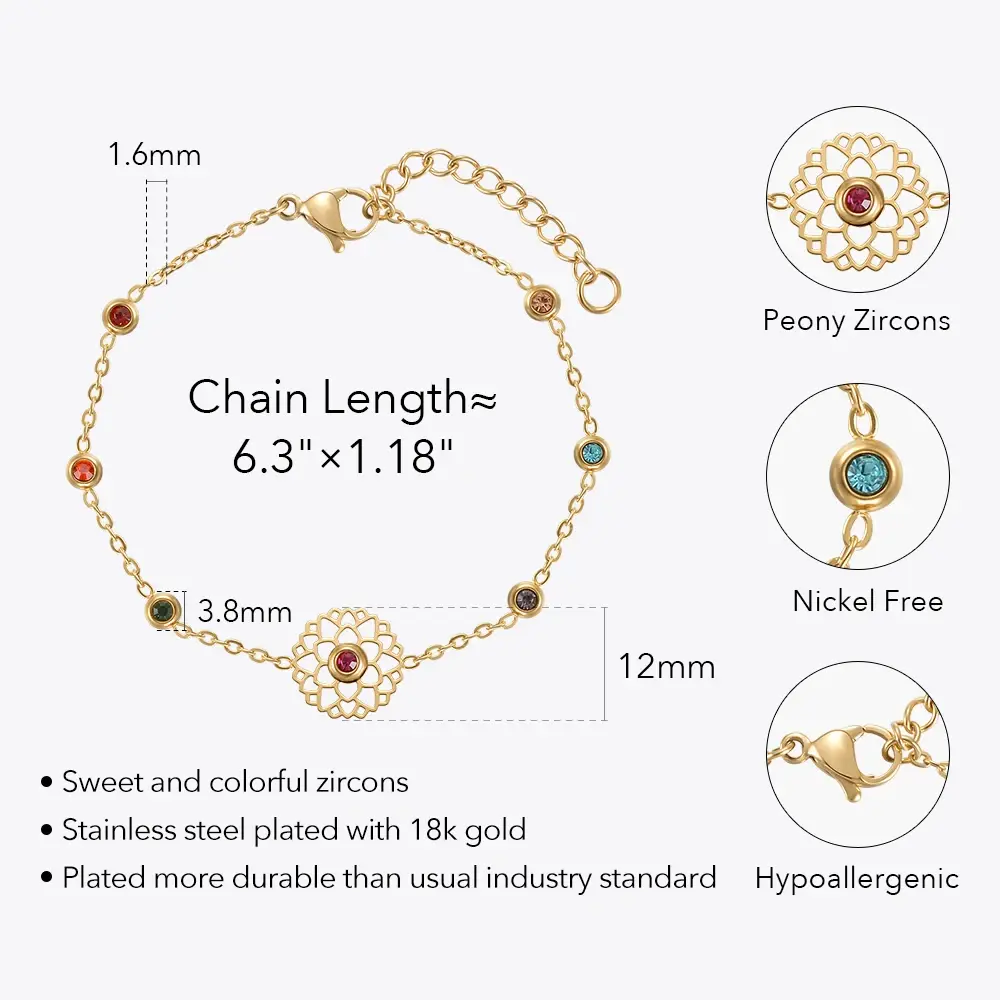 1.6mm
Chain Length≈
6.3"×1.18"
3.8mm
12mm
Peony Zircons
Nickel Free
Hypoallergenic
• Sweet and colorful zircons
• Stainless steel plated with 18k gold
• Plated more durable than usual industry standard